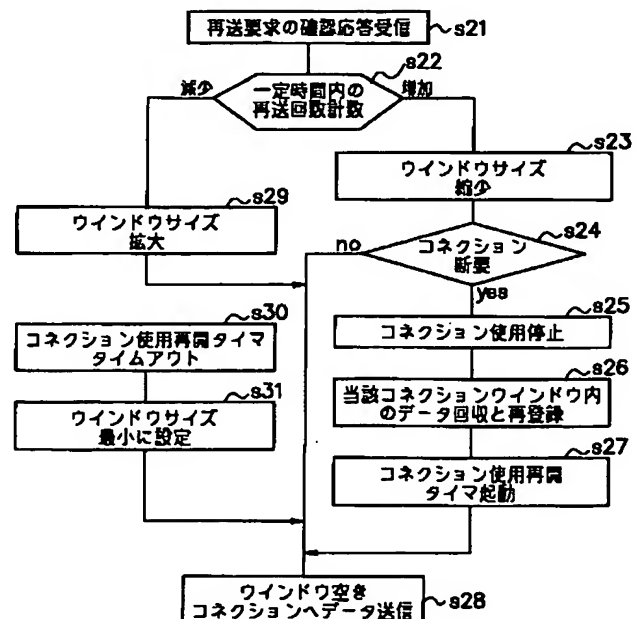 再送要求の確認応答受信
s21
s22
減少
一定時間内の
再送回数計数
増加
s23
ウインドウサイズ
縮少
s29
ウインドウサイズ
拡大
s24
no
コネクション
断要
yes
s25
コネクション使用停止
s30
コネクション使用再開タイマ
タイムアウト
s26
当該コネクションウインドウ内
のデータ回収と再登録
s31
ウインドウサイズ
最小に設定
s27
コネクション使用再開
タイマ起動
ウインドウ空き
コネクションへデータ送信
s28